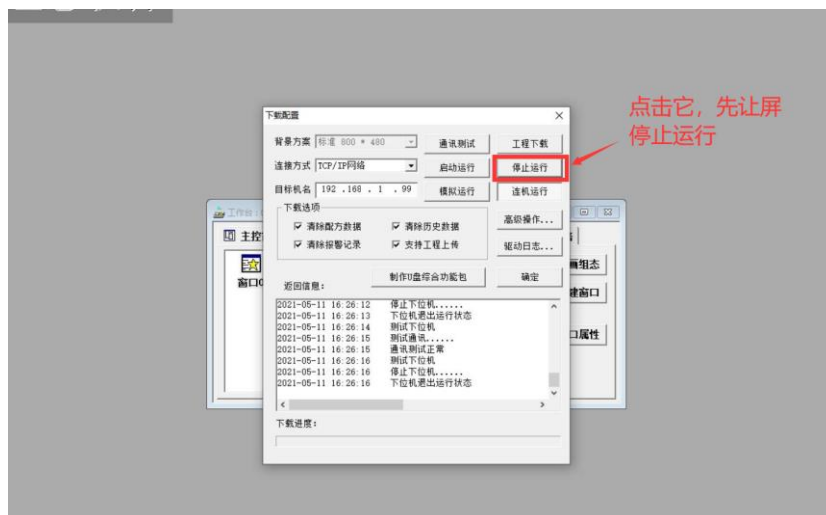 点击它，先让屏
停止运行
下载配置
背景方案 标准 800 * 480 通讯测试 工程下载
连接方式 TCP/IP网络 启动运行 停止运行
目标机名 192 .168 . 1 . 99 模拟运行 连机运行
下载选项
清除配方数据 清除历史数据 高级操作...
清除报警记录 支持工程上传 驱动日志...
制作U盘综合功能包 确定
返回信息：
2021-05-11 16:26:12 停止下位机......
2021-05-11 16:26:13 下位机退出运行状态
2021-05-11 16:26:14 测试下位机
2021-05-11 16:26:15 测试通讯......
2021-05-11 16:26:15 通讯测试正常
2021-05-11 16:26:16 测试下位机
2021-05-11 16:26:16 停止下位机......
2021-05-11 16:26:16 下位机退出运行状态
下载进度：
工作台：
主控
窗口
画组态
建窗口
口属性